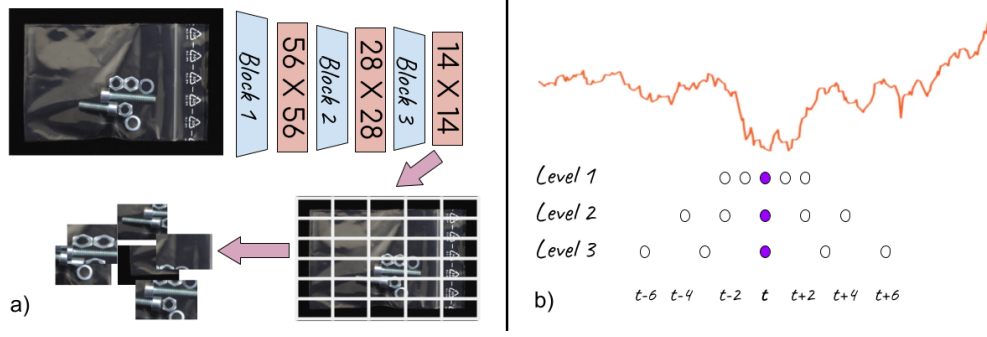 Block 1
56 X 56
Block 2
28 X 28
Block 3
14 X 14
a)
Level 1
Level 2
Level 3
t-6 t-4 t-2 t t+2 t+4 t+6
b)